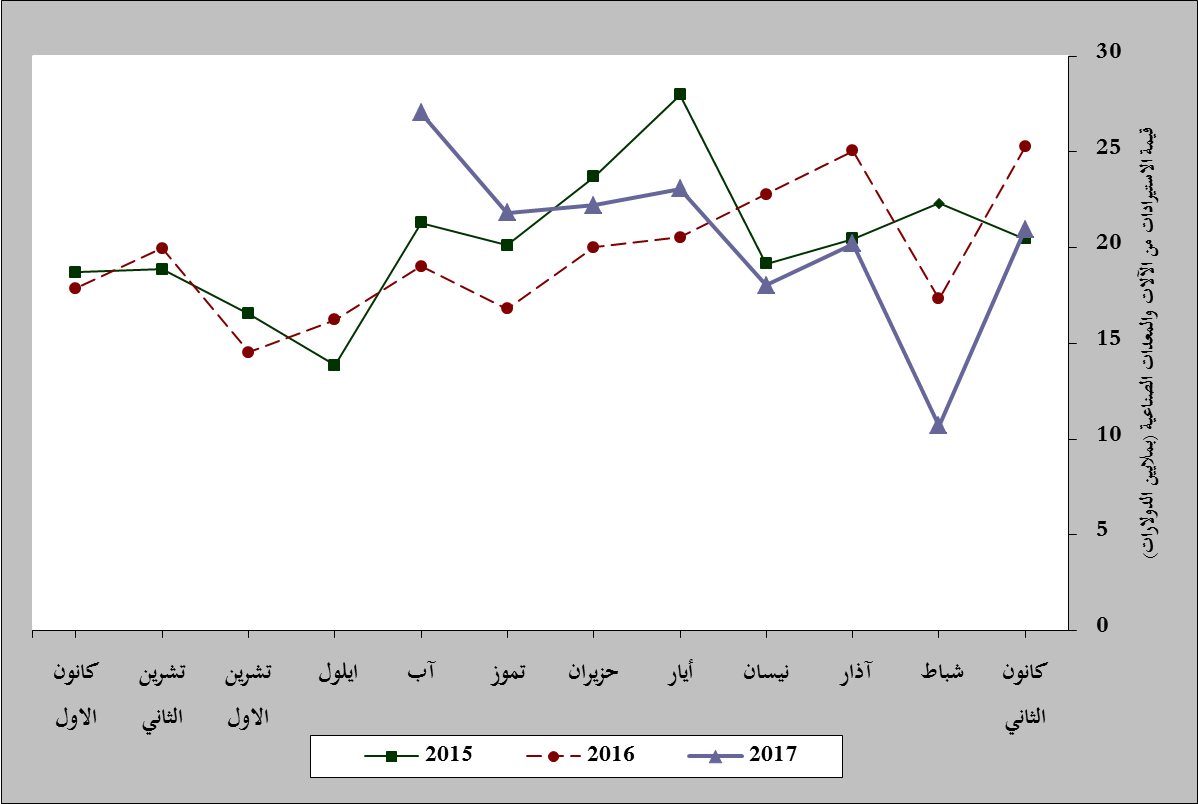 30
قيمة الاستيرادات من الآلات والمعدات الصناعية (بملايين الدولارات)
25
20
15
10
5
0
كانون الثاني
شباط
آذار
نيسان
أيار
حزيران
تموز
آب
ايلول
تشرين الاول
تشرين الثاني
كانون الاول
2015
2016
2017